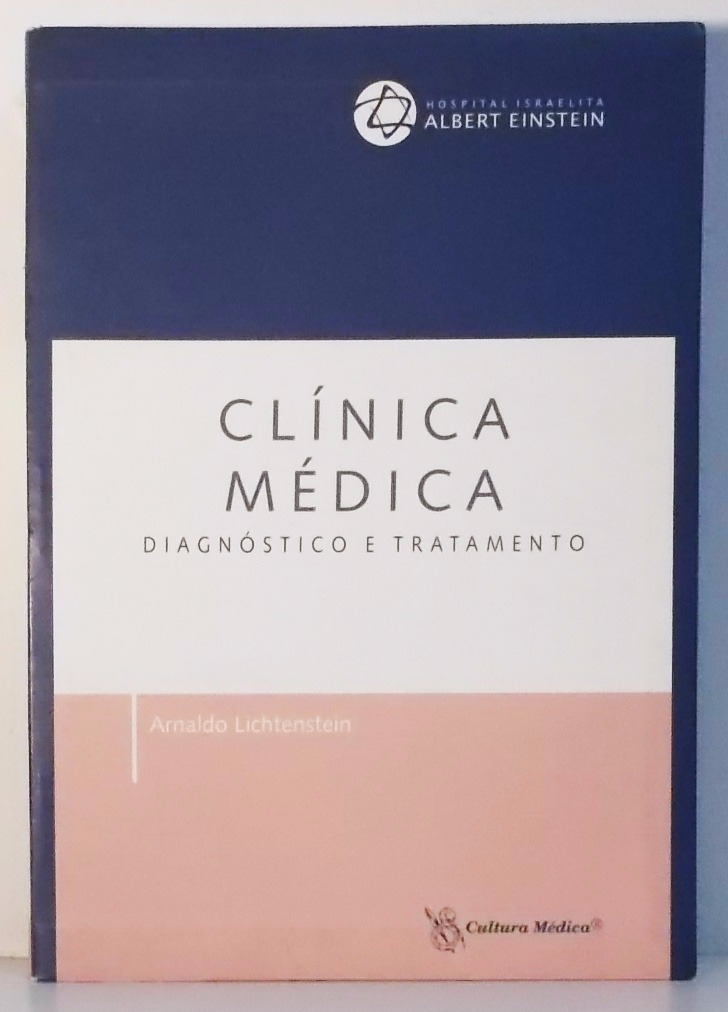 HOSPITAL ISRAELITA
ALBERT EINSTEIN
CLÍNICA
MÉDICA
DIAGNÓSTICO E TRATAMENTO
Arnaldo Lichtenstein
Cultura Médica®